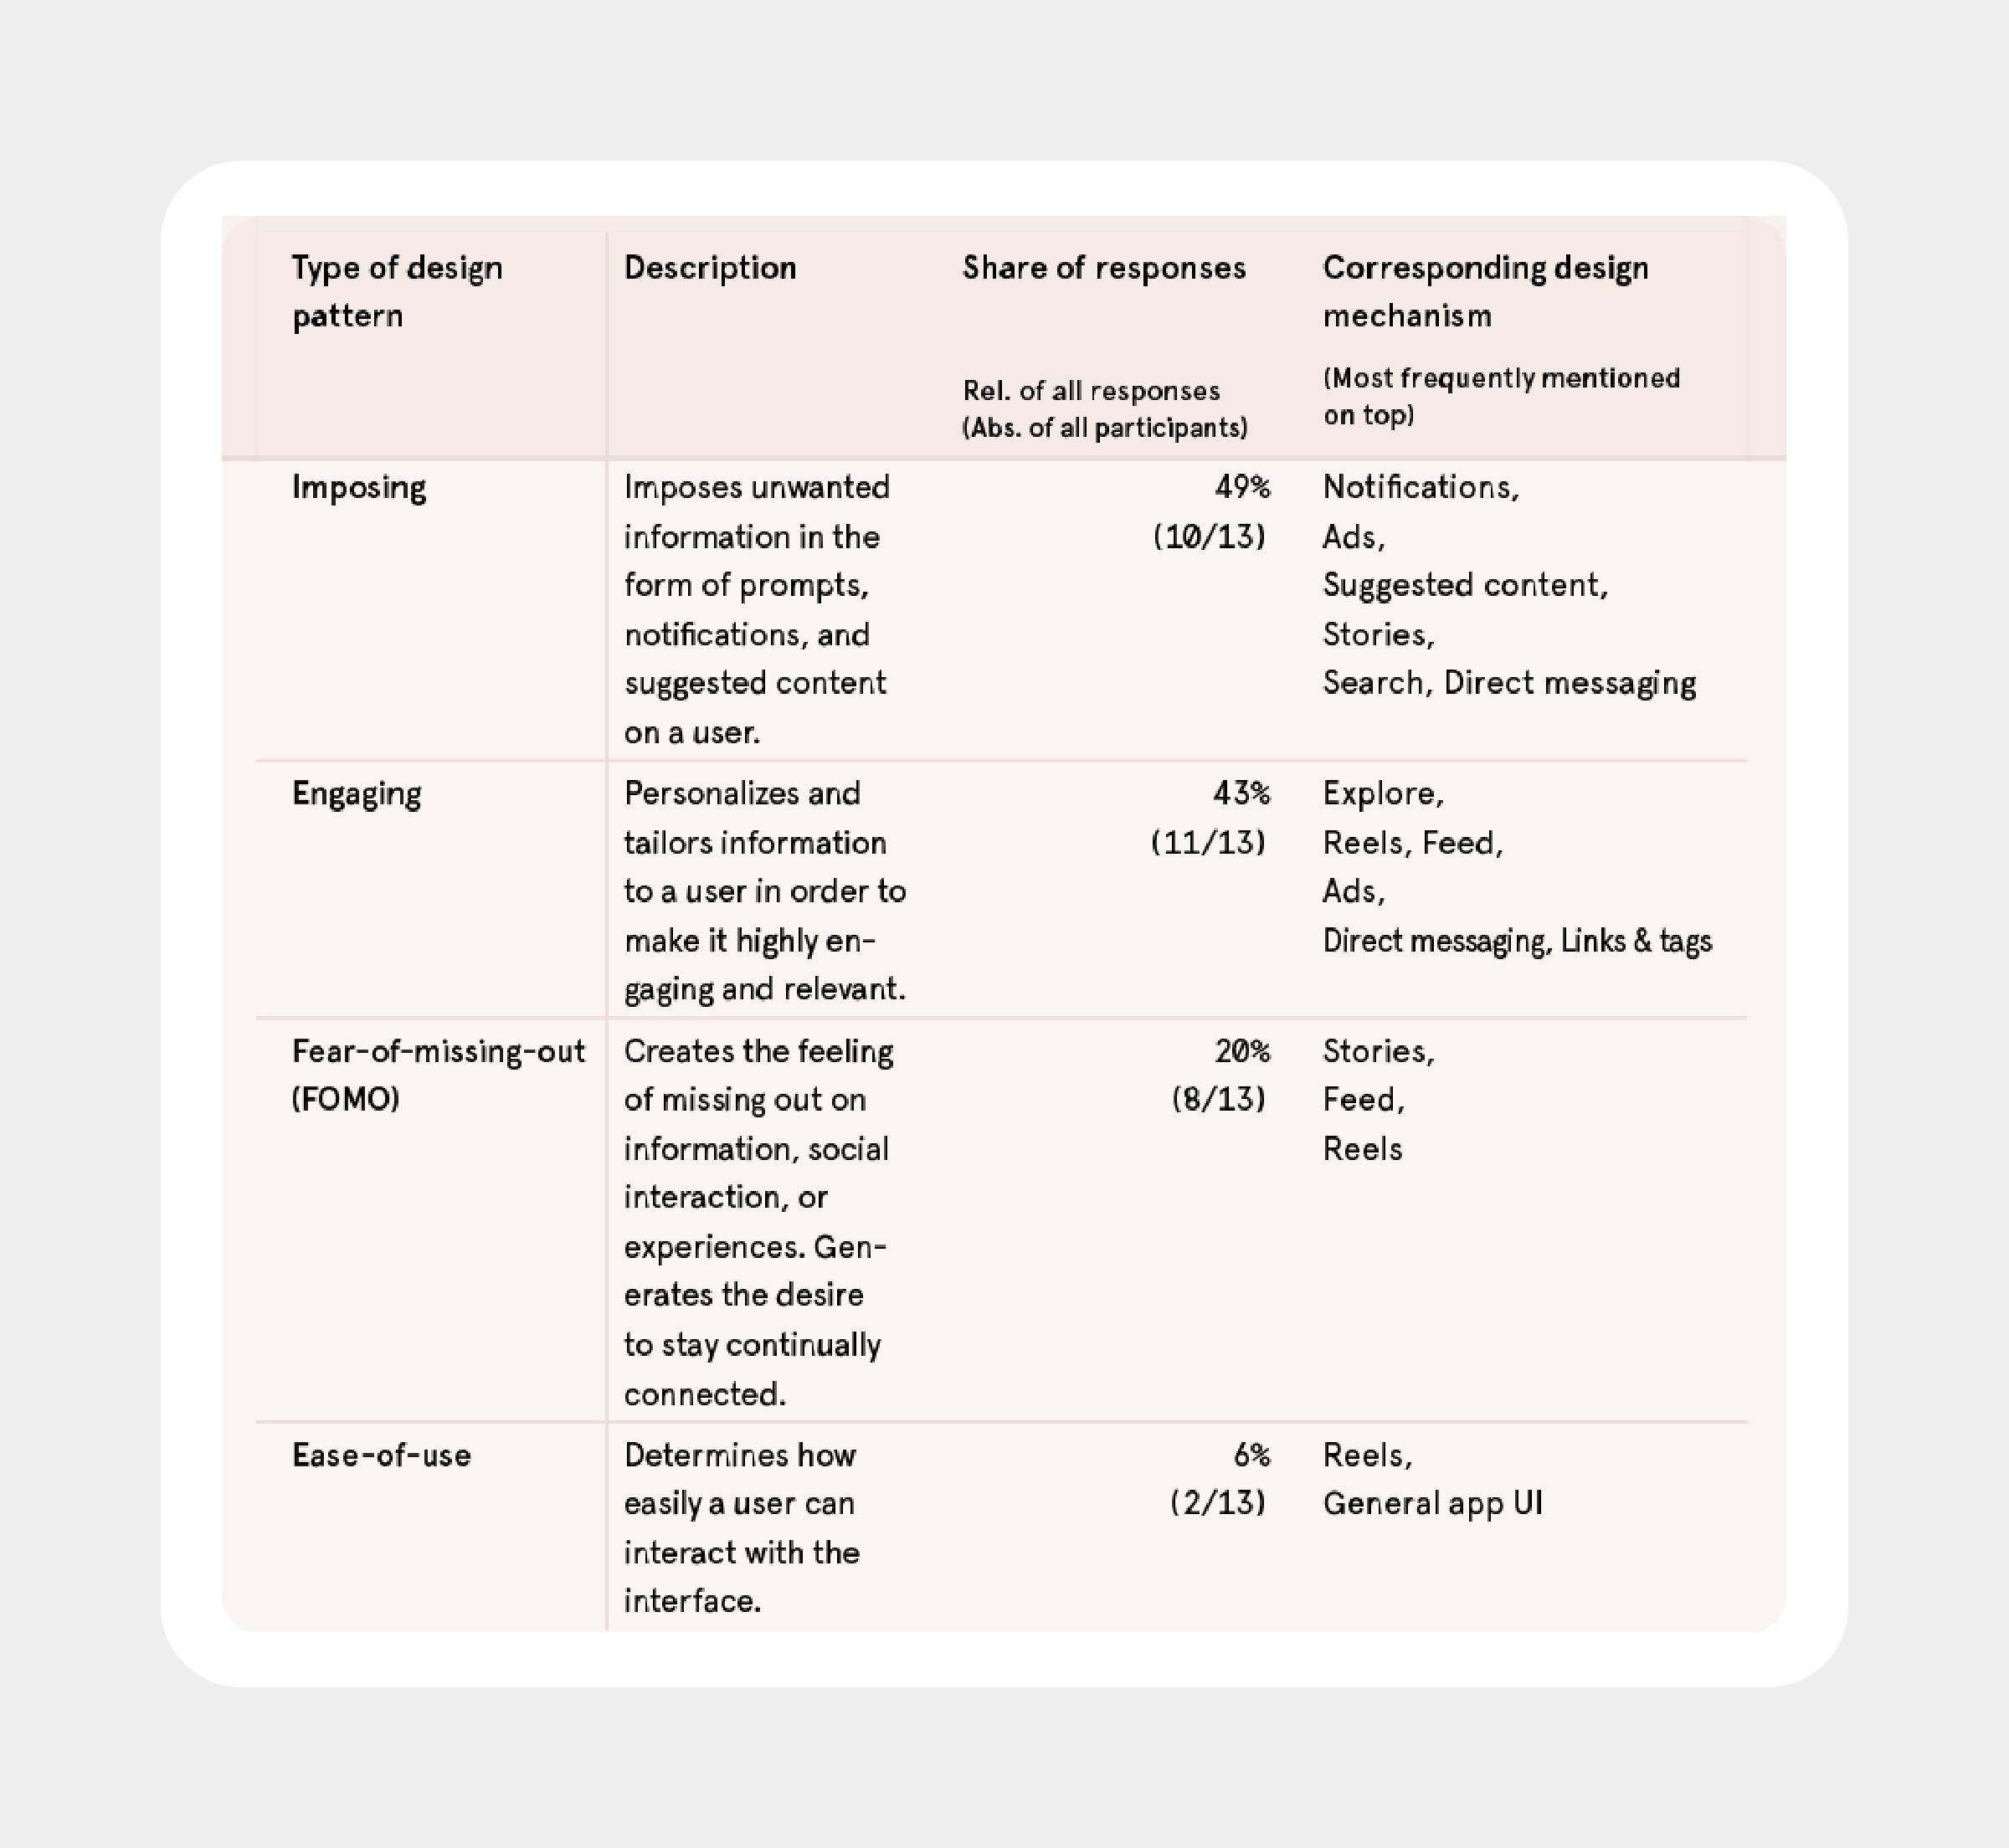 Type of design
pattern
Description
Share of responses
Rel. of all responses
(Abs. of all participants)
Corresponding design
mechanism
(Most frequently mentioned
on top)
Imposing
Imposes unwanted
information in the
form of prompts,
notifications, and
suggested content
on a user.
49%
(10/13)
Notifications,
Ads,
Suggested content,
Stories,
Search, Direct messaging
Engaging
Personalizes and
tailors information
to a user in order to
make it highly en-
gaging and relevant.
43%
(11/13)
Explore,
Reels, Feed,
Ads,
Direct messaging, Links & tags
Fear-of-missing-out
(FOMO)
Creates the feeling
of missing out on
information, social
interaction, or
experiences. Gen-
erates the desire
to stay continually
connected.
20%
(8/13)
Stories,
Feed,
Reels
Ease-of-use
Determines how
easily a user can
interact with the
interface.
6%
(2/13)
Reels,
General app UI